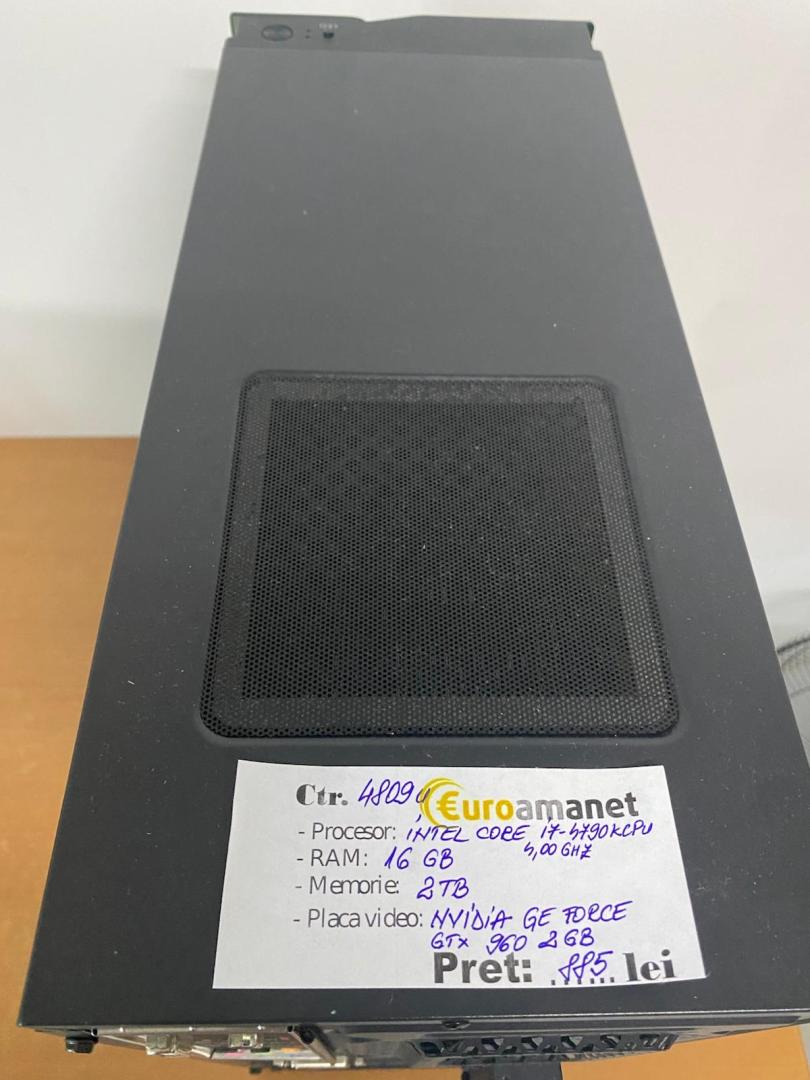 Ctr. 48094
Euroamanet
- Procesor: INTEL CORE i7-4790K CPU
4,00 GHZ
- RAM: 16 GB
- Memorie: 2TB
- Placa video: NVIDIA GE FORCE
GTX 960 2GB
Pret: 885 lei